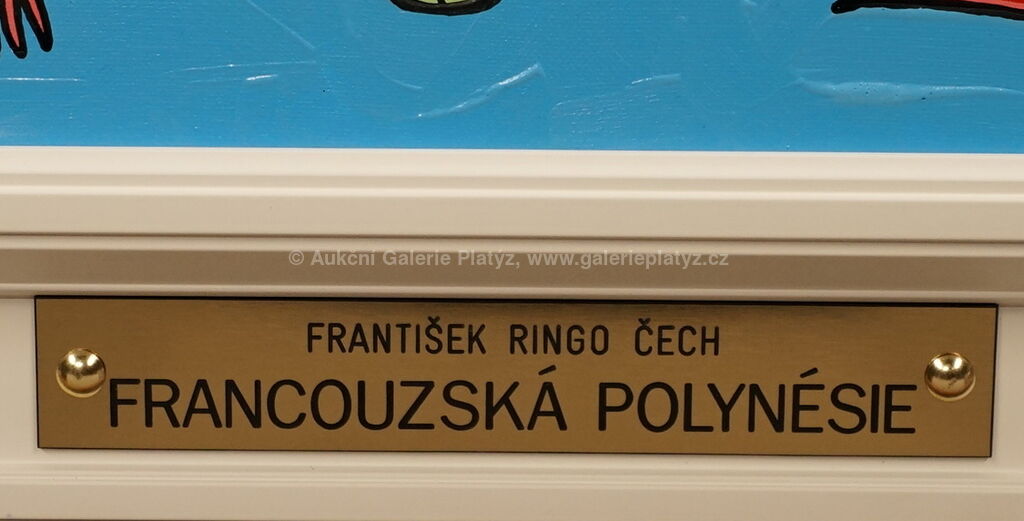 © Aukční Galerie Platýz, www.galerieplatyz.cz
FRANTIŠEK RINGO ČECH
FRANCOUZSKÁ POLYNÉSIE